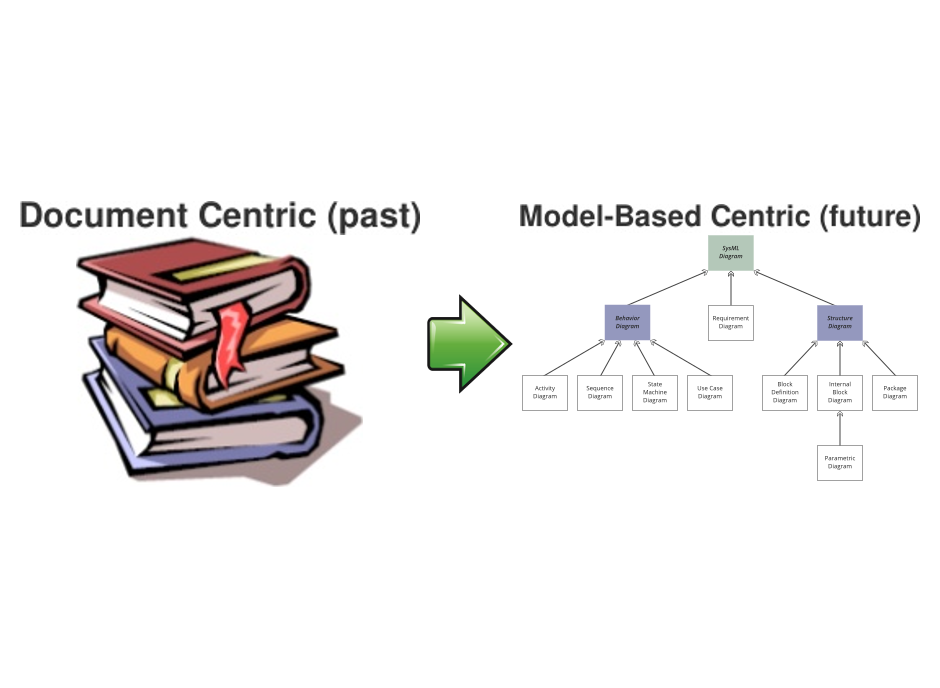 Document Centric (past)
Model-Based Centric (future)
SysML
Diagram
Behavior
Diagram
Requirement
Diagram
Structure
Diagram
Activity
Diagram
Sequence
Diagram
State
Machine
Diagram
Use Case
Diagram
Block
Definition
Diagram
Internal
Block
Diagram
Package
Diagram
Parametric
Diagram